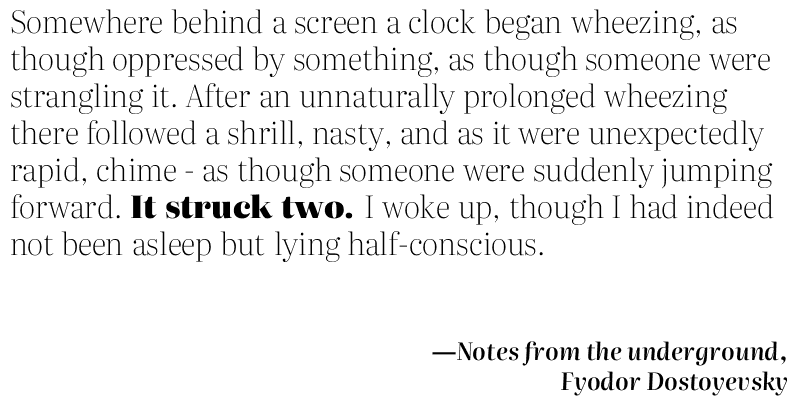 Somewhere behind a screen a clock began wheezing, as
though oppressed by something, as though someone were
strangling it. After an unnaturally prolonged wheezing
there followed a shrill, nasty, and as it were unexpectedly
rapid, chime - as though someone were suddenly jumping
forward. It struck two. I woke up, though I had indeed
not been asleep but lying half-conscious.
—Notes from the underground,
Fyodor Dostoyevsky